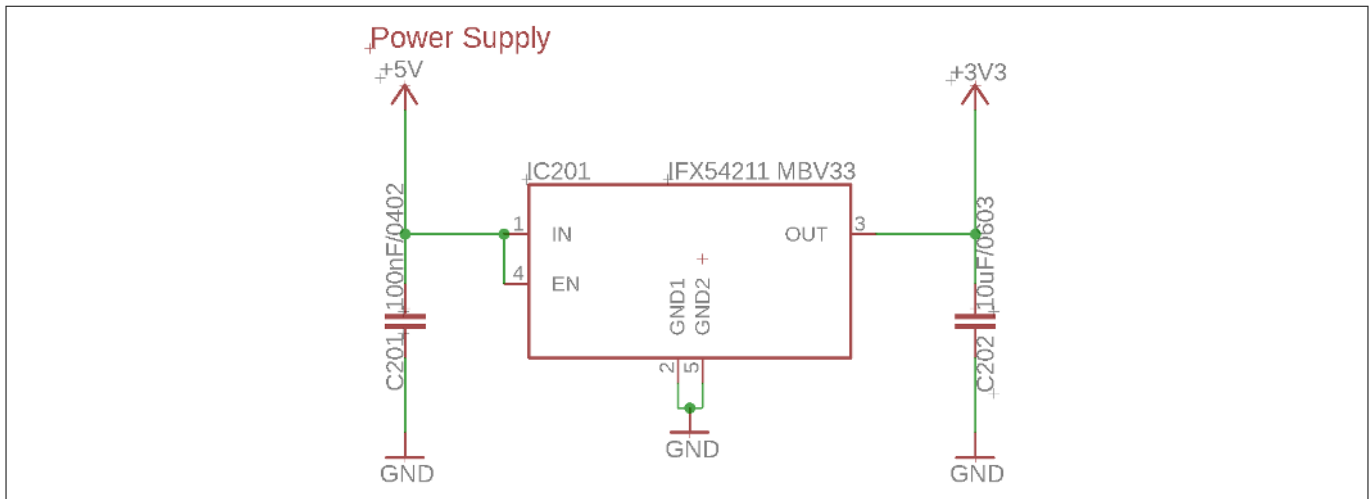 Power Supply
+5V
+3V3
IC201
IFX54211 MBV33
100nF/0402
C201
1
IN
4
EN
OUT
3
GND1
GND2
2
5
10uF/0603
C202
GND
GND
GND